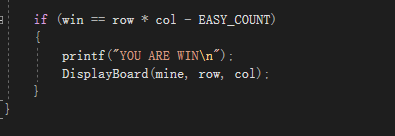 if (win == row * col - EASY_COUNT)
{
printf("YOU ARE WIN\n");
DisplayBoard(mine, row, col);
}
}